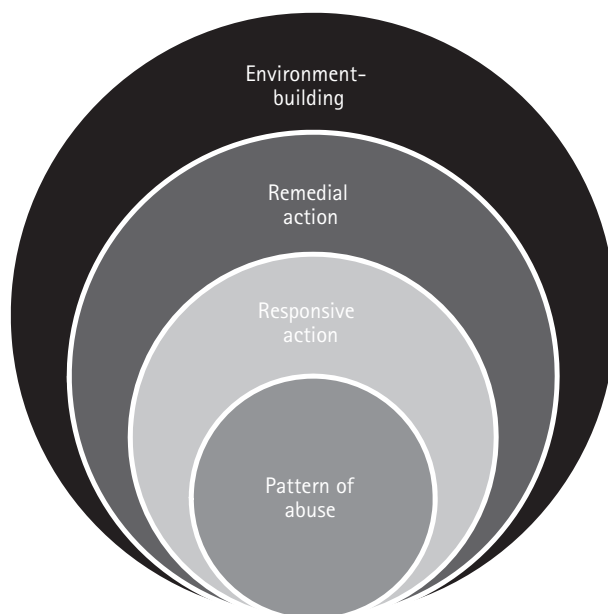 Environment-
building
Remedial
action
Responsive
action
Pattern of
abuse